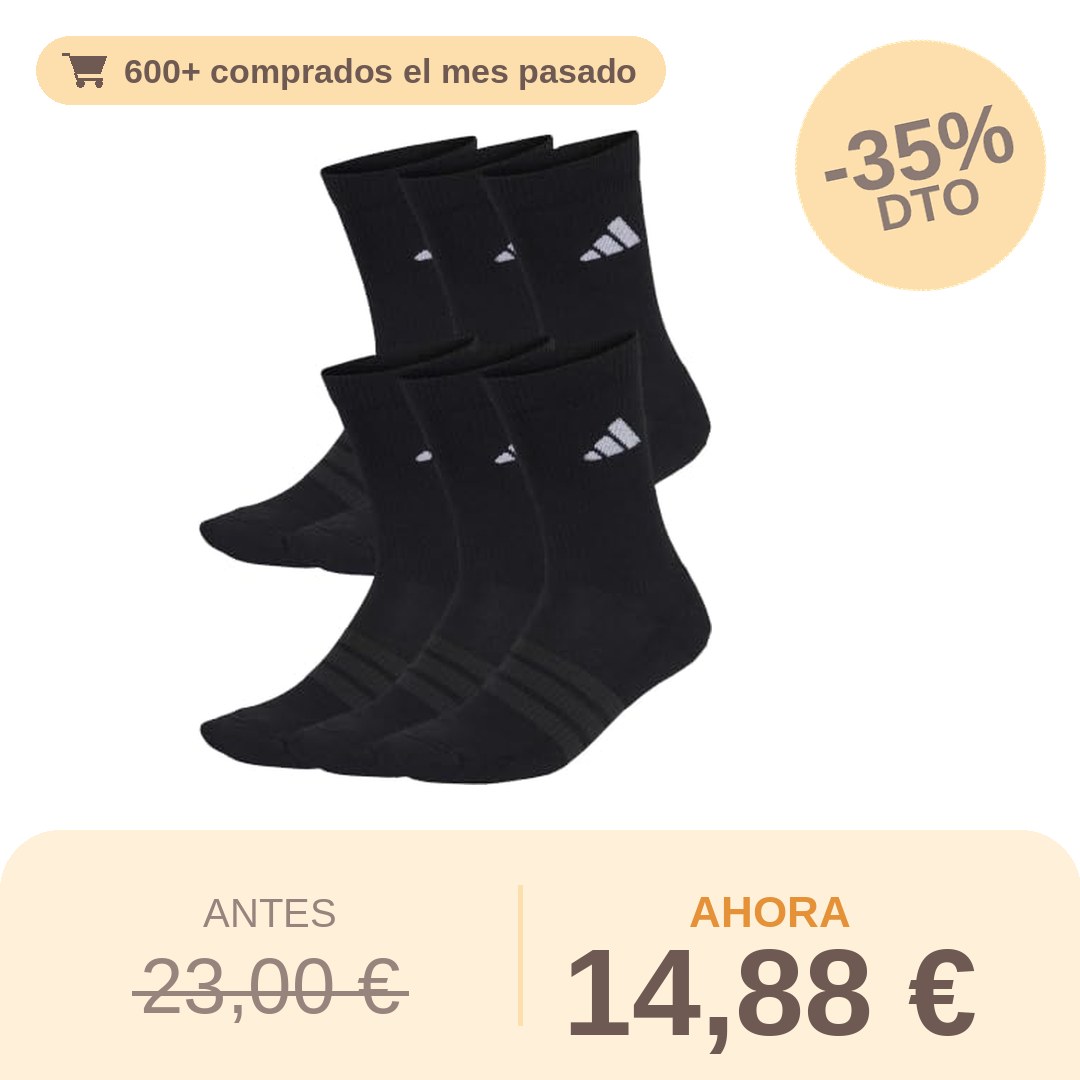 600+ comprados el mes pasado
-35%
DTO
ANTES
23,00 €
AHORA
14,88 €